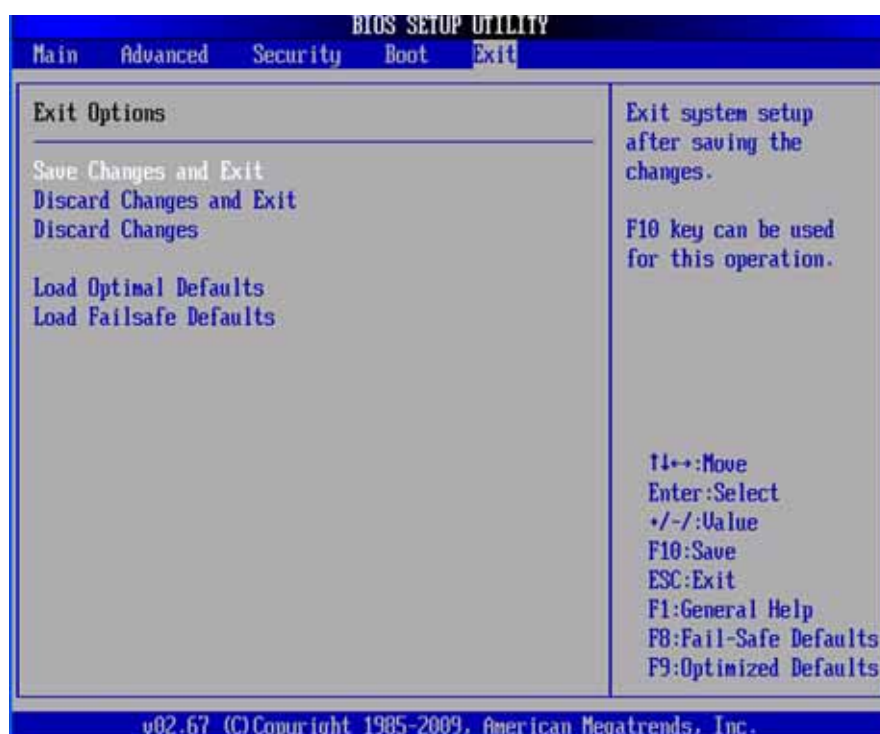 BIOS SETUP UTILITY
Main Advanced Security Boot Exit
Exit Options
Save Changes and Exit
Discard Changes and Exit
Discard Changes
Load Optimal Defaults
Load Failsafe Defaults
Exit system setup
after saving the
changes.
F10 key can be used
for this operation.
↑↓←→:Move
Enter:Select
+/-/:Value
F10:Save
ESC:Exit
F1:General Help
F8:Fail-Safe Defaults
F9:Optimized Defaults
v02.67 (C)Copyright 1985-2009, American Megatrends, Inc.